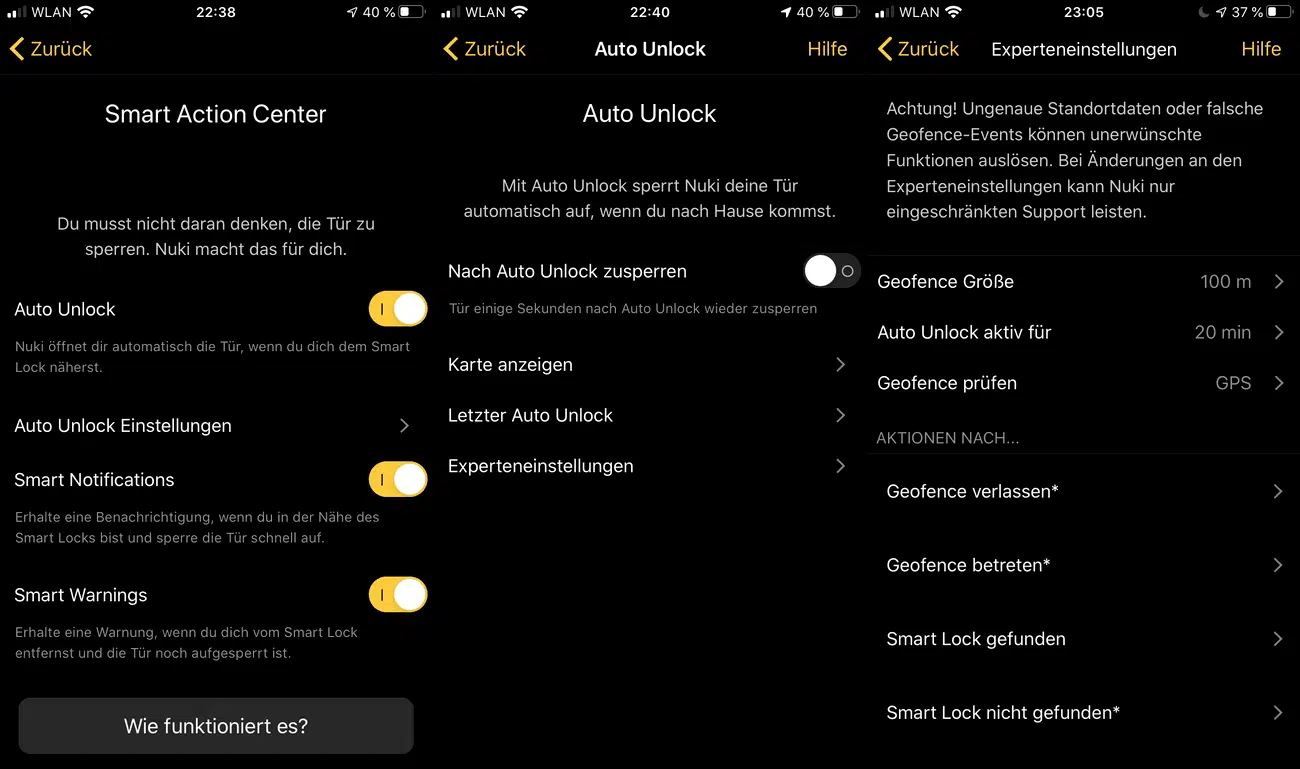 WLAN 22:38 40 %
Zurück
Smart Action Center
Du musst nicht daran denken, die Tür zu
sperren. Nuki macht das für dich.
Auto Unlock
Nuki öffnet dir automatisch die Tür, wenn du dich dem Smart
Lock näherst.
Auto Unlock Einstellungen
Smart Notifications
Erhalte eine Benachrichtigung, wenn du in der Nähe des
Smart Locks bist und sperre die Tür schnell auf.
Smart Warnings
Erhalte eine Warnung, wenn du dich vom Smart Lock
entfernst und die Tür noch aufgesperrt ist.
Wie funktioniert es?
WLAN 22:40 40 %
Zurück Auto Unlock Hilfe
Auto Unlock
Mit Auto Unlock sperrt Nuki deine Tür
automatisch auf, wenn du nach Hause kommst.
Nach Auto Unlock zusperren
Tür einige Sekunden nach Auto Unlock wieder zusperren
Karte anzeigen
Letzter Auto Unlock
Experteneinstellungen
WLAN 23:05 37 %
Zurück Experteneinstellungen Hilfe
Achtung! Ungenaue Standortdaten oder falsche
Geofence-Events können unerwünschte
Funktionen auslösen. Bei Änderungen an den
Experteneinstellungen kann Nuki nur
eingeschränkten Support leisten.
Geofence Größe 100 m
Auto Unlock aktiv für 20 min
Geofence prüfen GPS
AKTIONEN NACH...
Geofence verlassen*
Geofence betreten*
Smart Lock gefunden
Smart Lock nicht gefunden*